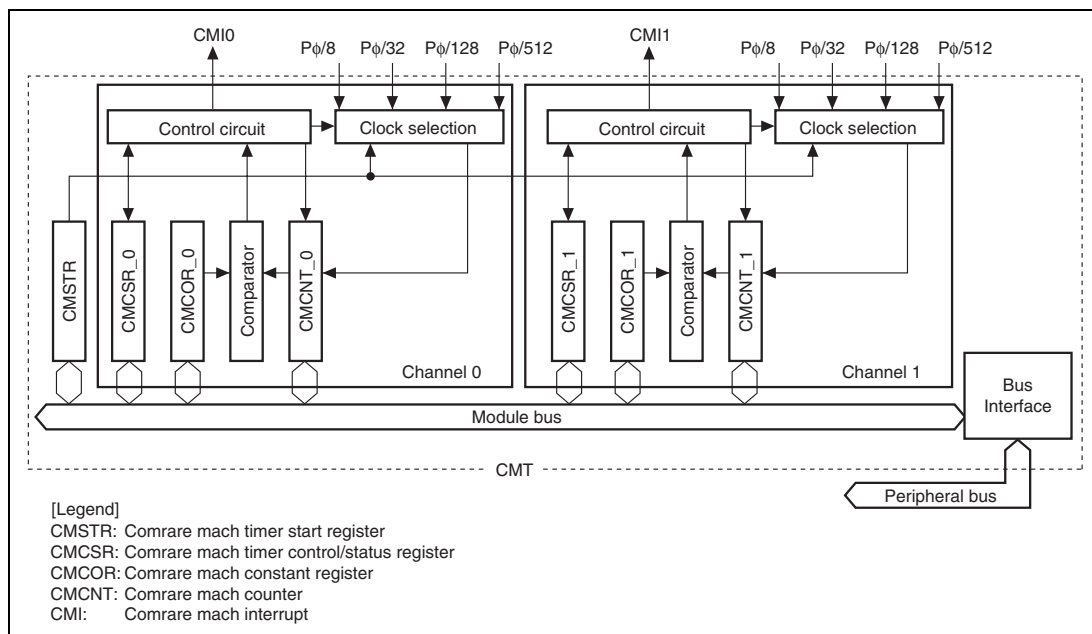 CMI0 Pφ/8 Pφ/32 Pφ/128 Pφ/512 CMI1 Pφ/8 Pφ/32 Pφ/128 Pφ/512
Control circuit Clock selection Control circuit Clock selection
CMSTR CMCSR_0 CMCOR_0 Comparator CMCNT_0 CMCSR_1 CMCOR_1 Comparator CMCNT_1
Channel 0 Channel 1
Bus
Interface
Module bus
CMT
Peripheral bus
[Legend]
CMSTR: Comrare mach timer start register
CMCSR: Comrare mach timer control/status register
CMCOR: Comrare mach constant register
CMCNT: Comrare mach counter
CMI: Comrare mach interrupt